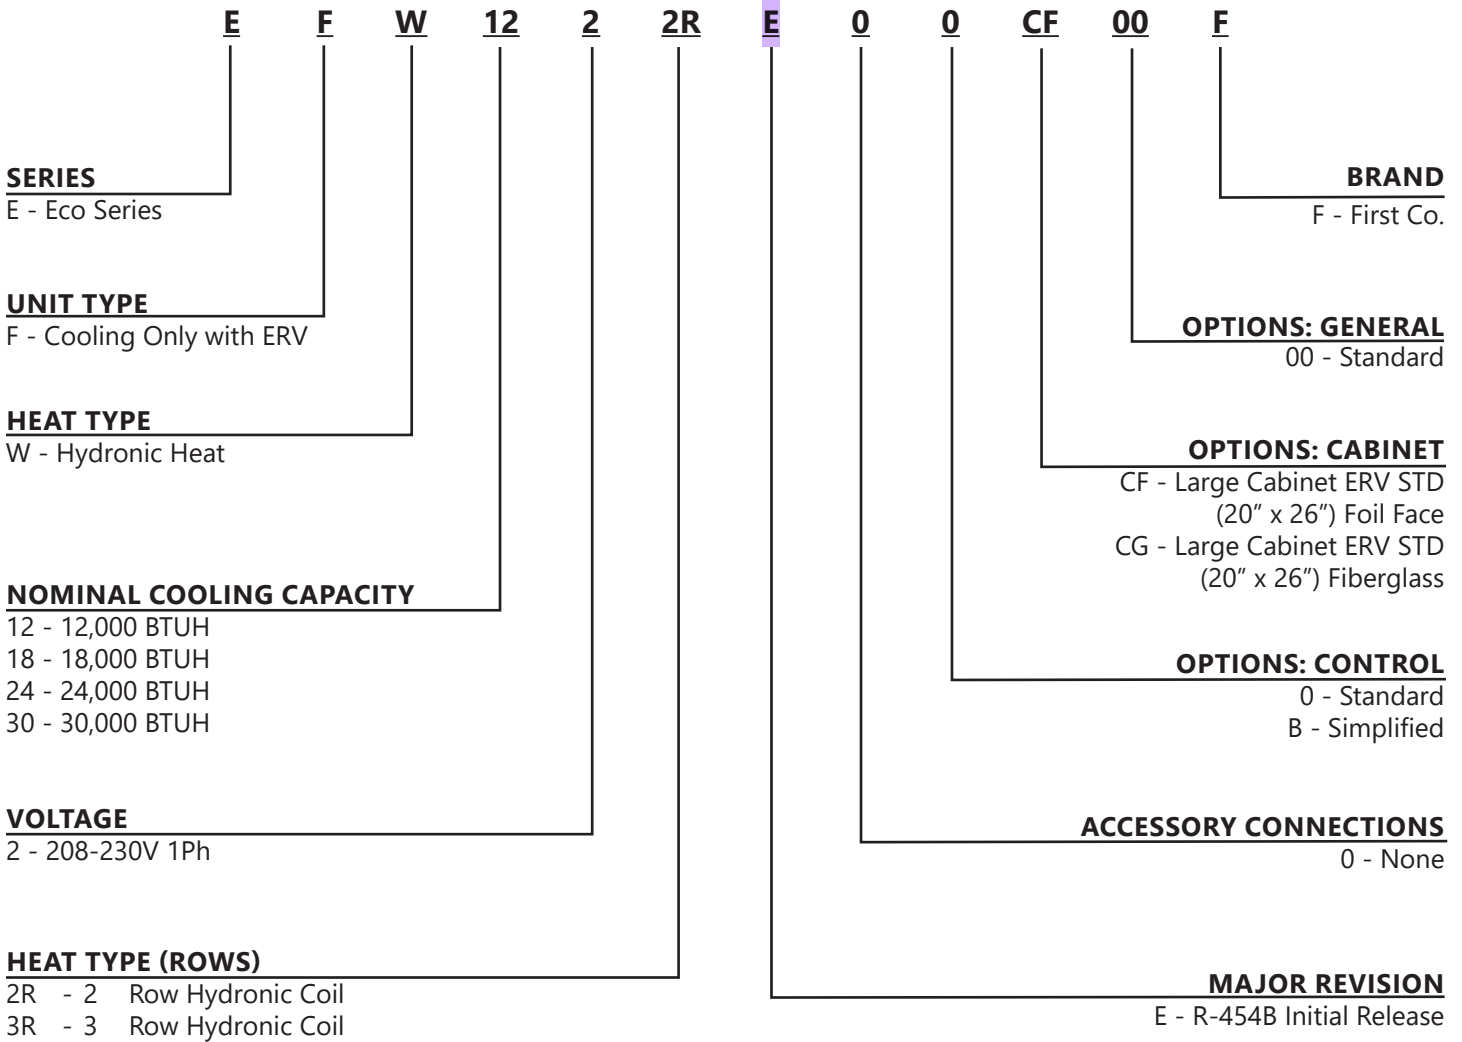 E F W 12 2 2R E 0 0 CF 00 F
SERIES
E - Eco Series
UNIT TYPE
F - Cooling Only with ERV
HEAT TYPE
W - Hydronic Heat
NOMINAL COOLING CAPACITY
12 - 12,000 BTUH
18 - 18,000 BTUH
24 - 24,000 BTUH
30 - 30,000 BTUH
VOLTAGE
2 - 208-230V 1Ph
HEAT TYPE (ROWS)
2R - 2 Row Hydronic Coil
3R - 3 Row Hydronic Coil
BRAND
F - First Co.
OPTIONS: GENERAL
00 - Standard
OPTIONS: CABINET
CF - Large Cabinet ERV STD
(20” x 26”) Foil Face
CG - Large Cabinet ERV STD
(20” x 26”) Fiberglass
OPTIONS: CONTROL
0 - Standard
B - Simplified
ACCESSORY CONNECTIONS
0 - None
MAJOR REVISION
E - R-454B Initial Release